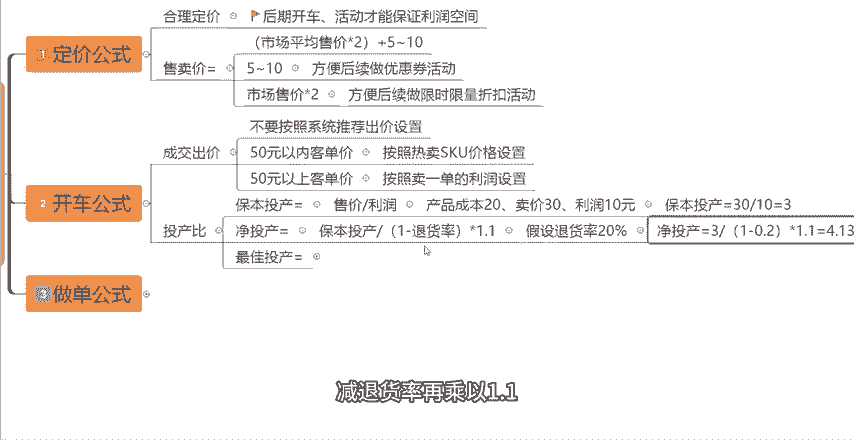 合理定价 后期开车、活动才能保证利润空间
1 定价公式
（市场平均售价*2）+5~10
售卖价= 5~10 方便后续做优惠券活动
市场售价*2 方便后续做限时限量折扣活动
不要按照系统推荐出价设置
成交出价 50元以内客单价 按照热卖SKU价格设置
50元以上客单价 按照卖一单的利润设置
2 开车公式
保本投产= 售价/利润 产品成本20、卖价30、利润10元 保本投产=30/10=3
投产比 净投产= 保本投产/（1-退货率）*1.1 假设退货率20% 净投产=3/（1-0.2）*1.1=4.13
最佳投产=
3 做单公式
减退货率再乘以1.1